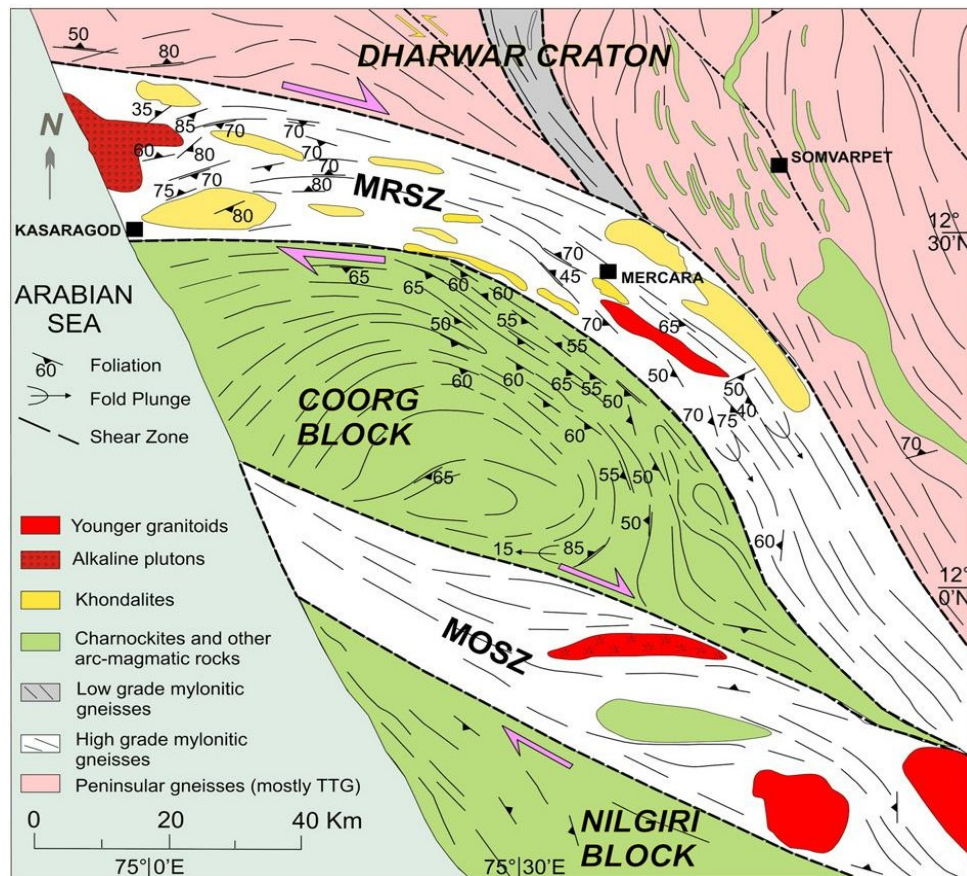 50
80
DHARWAR CRATON
N
35
85
70
70
60
80
70
70
75
70
80
80
MRSZ
SOMVARPET
KASARAGOD
12°
30'N
MERCARA
70
45
65
65
60
60
50
55
70
65
55
60
60
65
55
50
50
50
40
70
75
60
70
ARABIAN
SEA
60
Foliation
Fold Plunge
Shear Zone
COORG
BLOCK
65
55
50
50
60
15
85
12°
0'N
MOSZ
Younger granitoids
Alkaline plutons
Khondalites
Charnockites and other
arc-magmatic rocks
Low grade mylonitic
gneisses
High grade mylonitic
gneisses
Peninsular gneisses (mostly TTG)
NILGIRI
BLOCK
0 20 40 Km
75°0'E
75°30'E